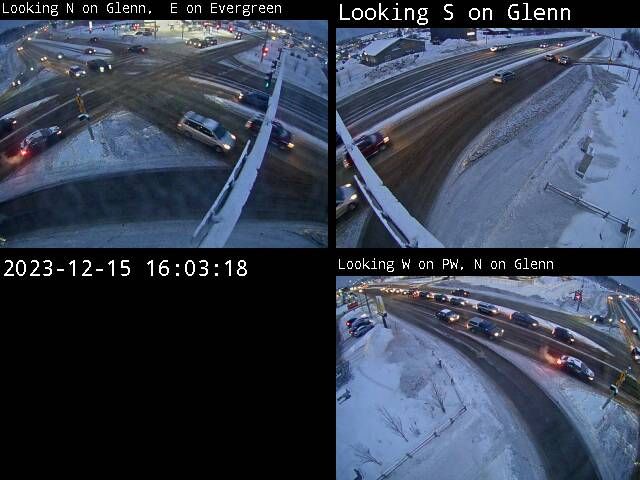 Looking N on Glenn,  E on Evergreen
Looking S on Glenn
2023-12-15 16:03:18
Looking W on PW, N on Glenn